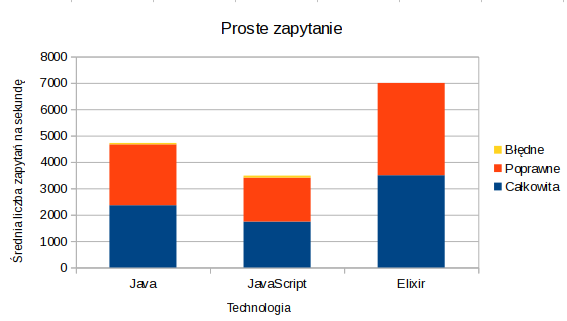 Proste zapytanie
8000
7000
6000
5000
4000
3000
2000
1000
0
Średnia liczba zapytań na sekundę
Java
JavaScript
Elixir
Technologia
Błędne
Poprawne
Całkowita